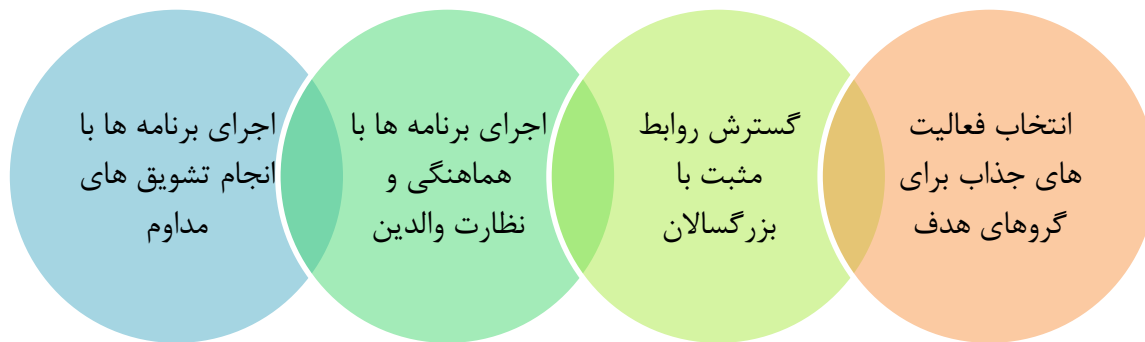 انتخاب فعالیت
های جذاب برای
گروهای هدف
گسترش روابط
مثبت با
بزرگسالان
اجرای برنامه ها با
هماهنگی و
نظارت والدین
اجرای برنامه ها با
انجام تشویق های
مداوم